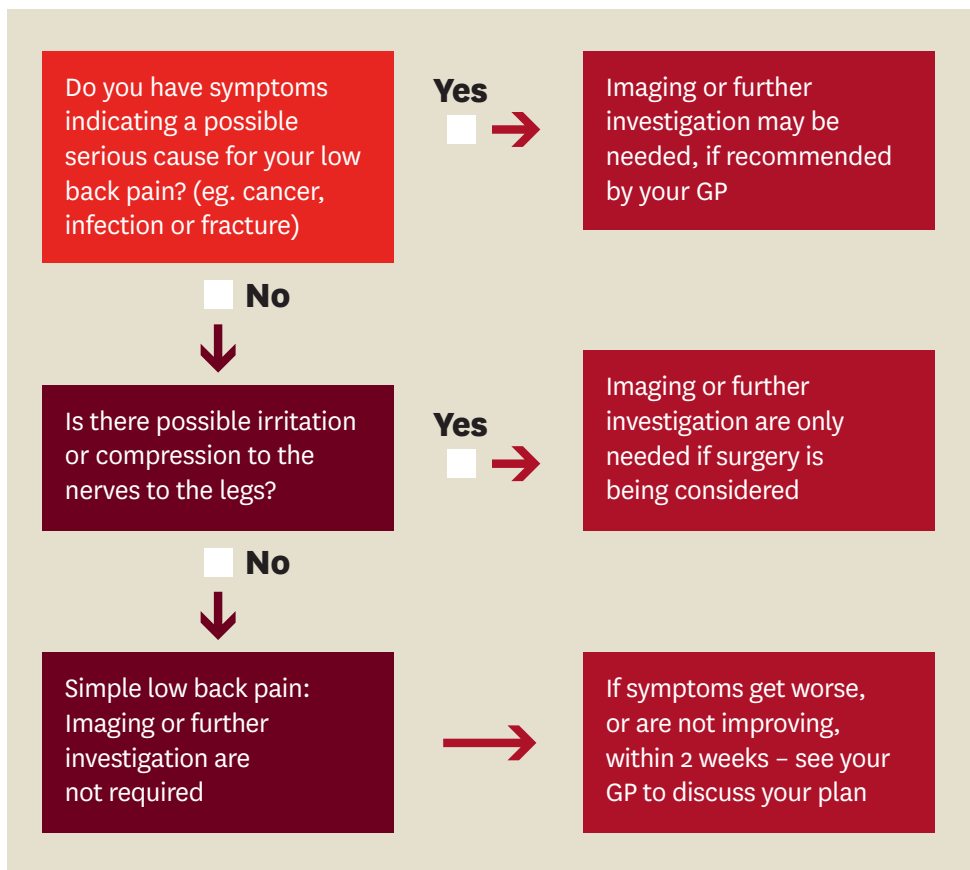 Do you have symptoms
indicating a possible
serious cause for your low
back pain? (eg. cancer,
infection or fracture)
Yes
Imaging or further
investigation may be
needed, if recommended
by your GP
No
Is there possible irritation
or compression to the
nerves to the legs?
Yes
Imaging or further
investigation are only
needed if surgery is
being considered
No
Simple low back pain:
Imaging or further
investigation are
not required
If symptoms get worse,
or are not improving,
within 2 weeks – see your
GP to discuss your plan